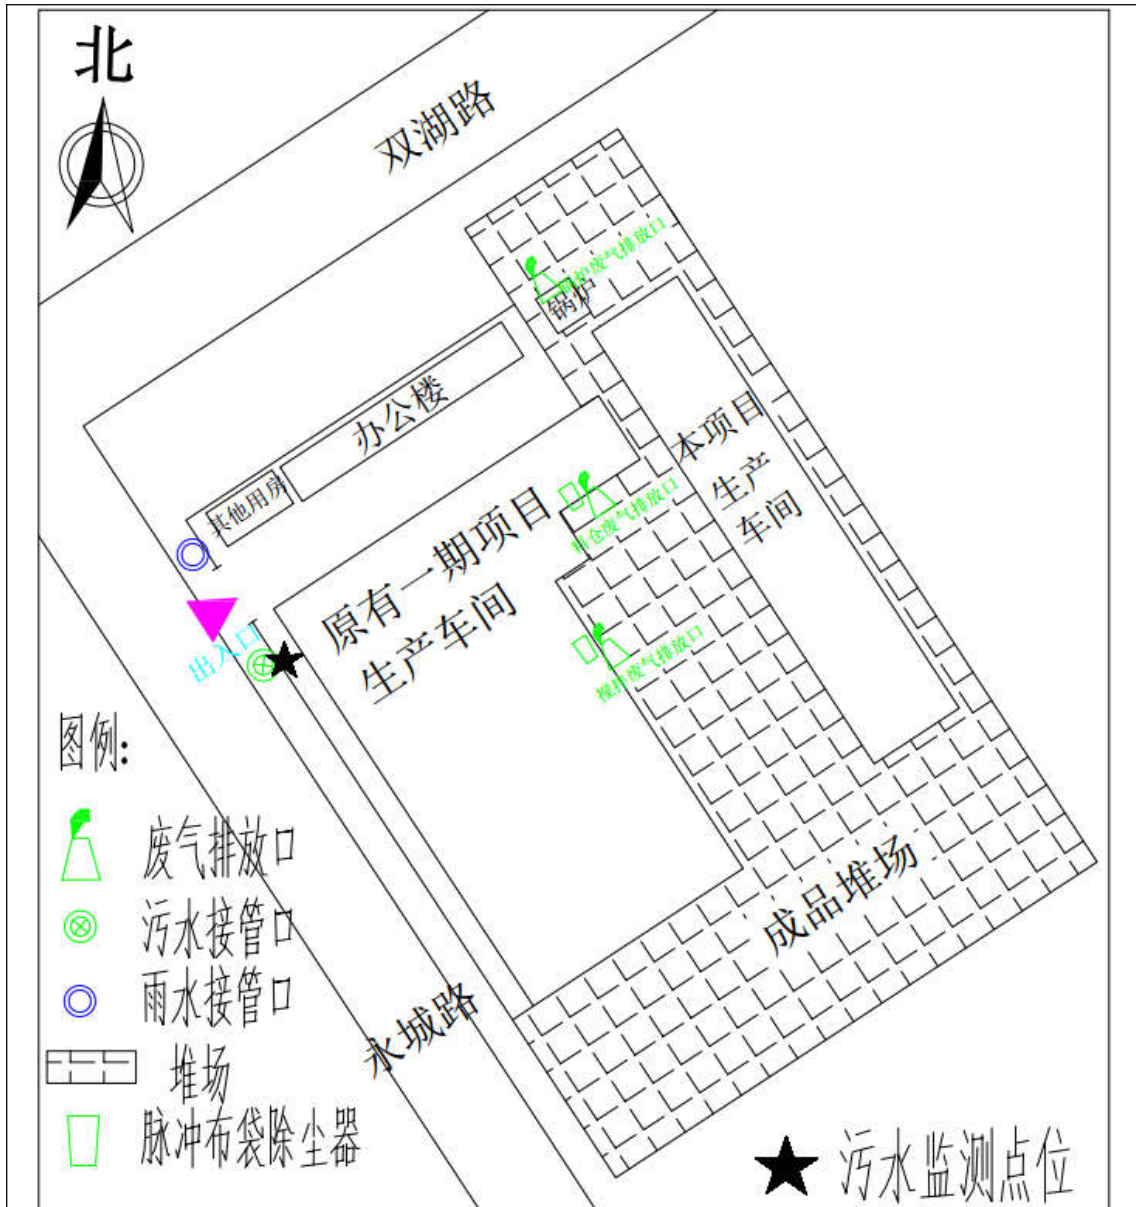 北
双湖路
锅炉废气排放口
锅炉
办公楼
本项目
生产
车间
其他用房
料仓废气排放口
原有一期项目
生产车间
出入口
搅拌废气排放口
图例:
废气排放口
污水接管口
雨水接管口
堆场
脉冲布袋除尘器
成品堆场
永城路
污水监测点位